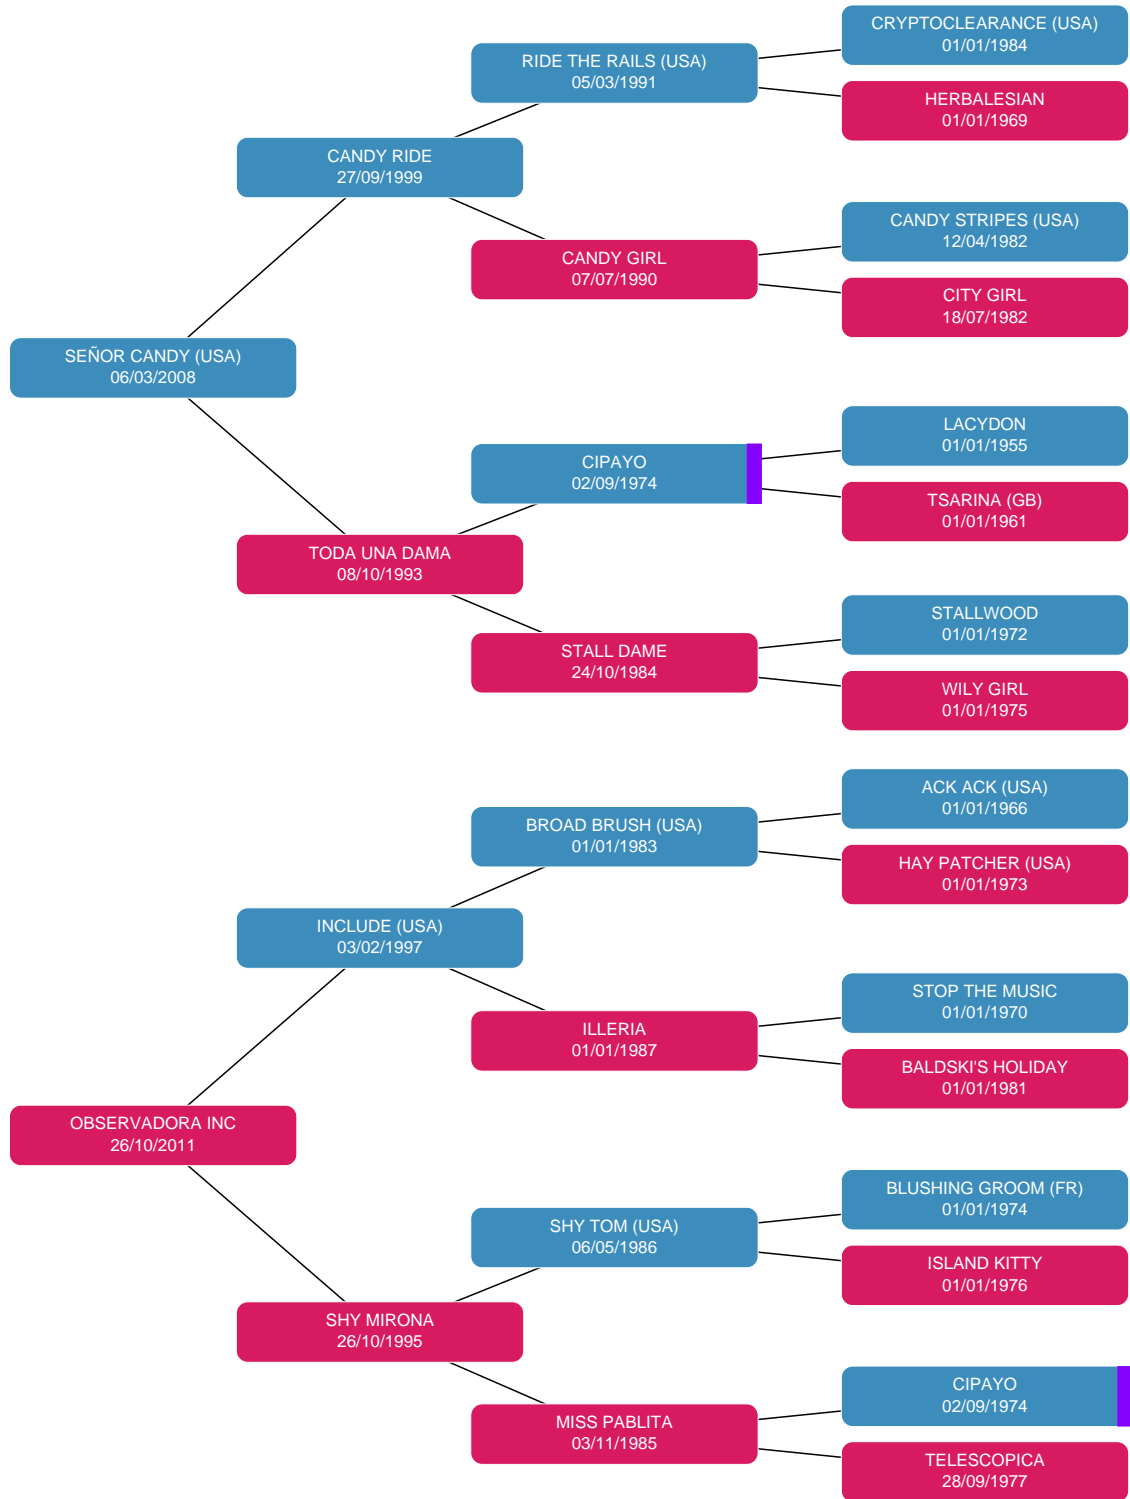 CRYPTOCLEARANCE (USA)
01/01/1984
RIDE THE RAILS (USA)
05/03/1991
HERBALESIAN
01/01/1969
CANDY RIDE
27/09/1999
CANDY STRIPES (USA)
12/04/1982
CANDY GIRL
07/07/1990
CITY GIRL
18/07/1982
SEÑOR CANDY (USA)
06/03/2008
LACYDON
01/01/1955
CIPAYO
02/09/1974
TSARINA (GB)
01/01/1961
TODA UNA DAMA
08/10/1993
STALLWOOD
01/01/1972
STALL DAME
24/10/1984
WILY GIRL
01/01/1975
ACK ACK (USA)
01/01/1966
BROAD BRUSH (USA)
01/01/1983
HAY PATCHER (USA)
01/01/1973
INCLUDE (USA)
03/02/1997
STOP THE MUSIC
01/01/1970
ILLERIA
01/01/1987
BALDSKI'S HOLIDAY
01/01/1981
OBSERVADORA INC
26/10/2011
BLUSHING GROOM (FR)
01/01/1974
SHY TOM (USA)
06/05/1986
ISLAND KITTY
01/01/1976
SHY MIRONA
26/10/1995
CIPAYO
02/09/1974
MISS PABLITA
03/11/1985
TELESCOPICA
28/09/1977